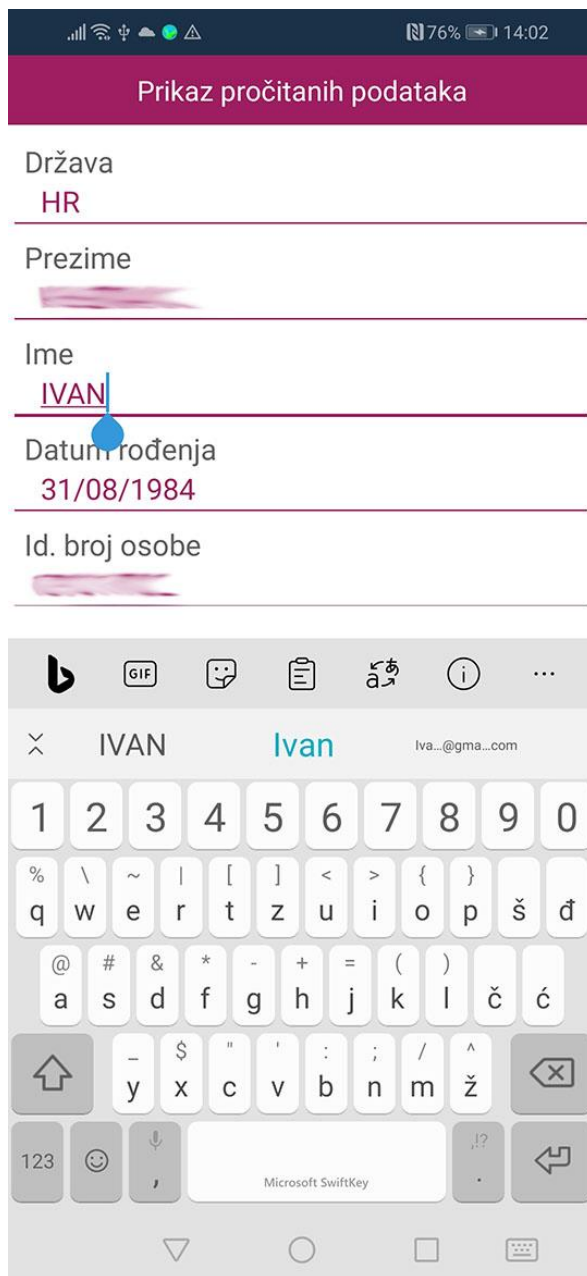 76% 14:02
Prikaz pročitanih podataka
Država
HR
Prezime
Ime
IVAN
Datum rođenja
31/08/1984
Id. broj osobe
GIF
IVAN Ivan Iva...@gma...com
1 2 3 4 5 6 7 8 9 0
% \ ~ | [ ] < > { }
q w e r t z u i o p š đ
@ # & * - + = ( )
a s d f g h j k l č ć
_ $ " ' : ; / ^
y x c v b n m ž
123 , Microsoft SwiftKey ,!? .